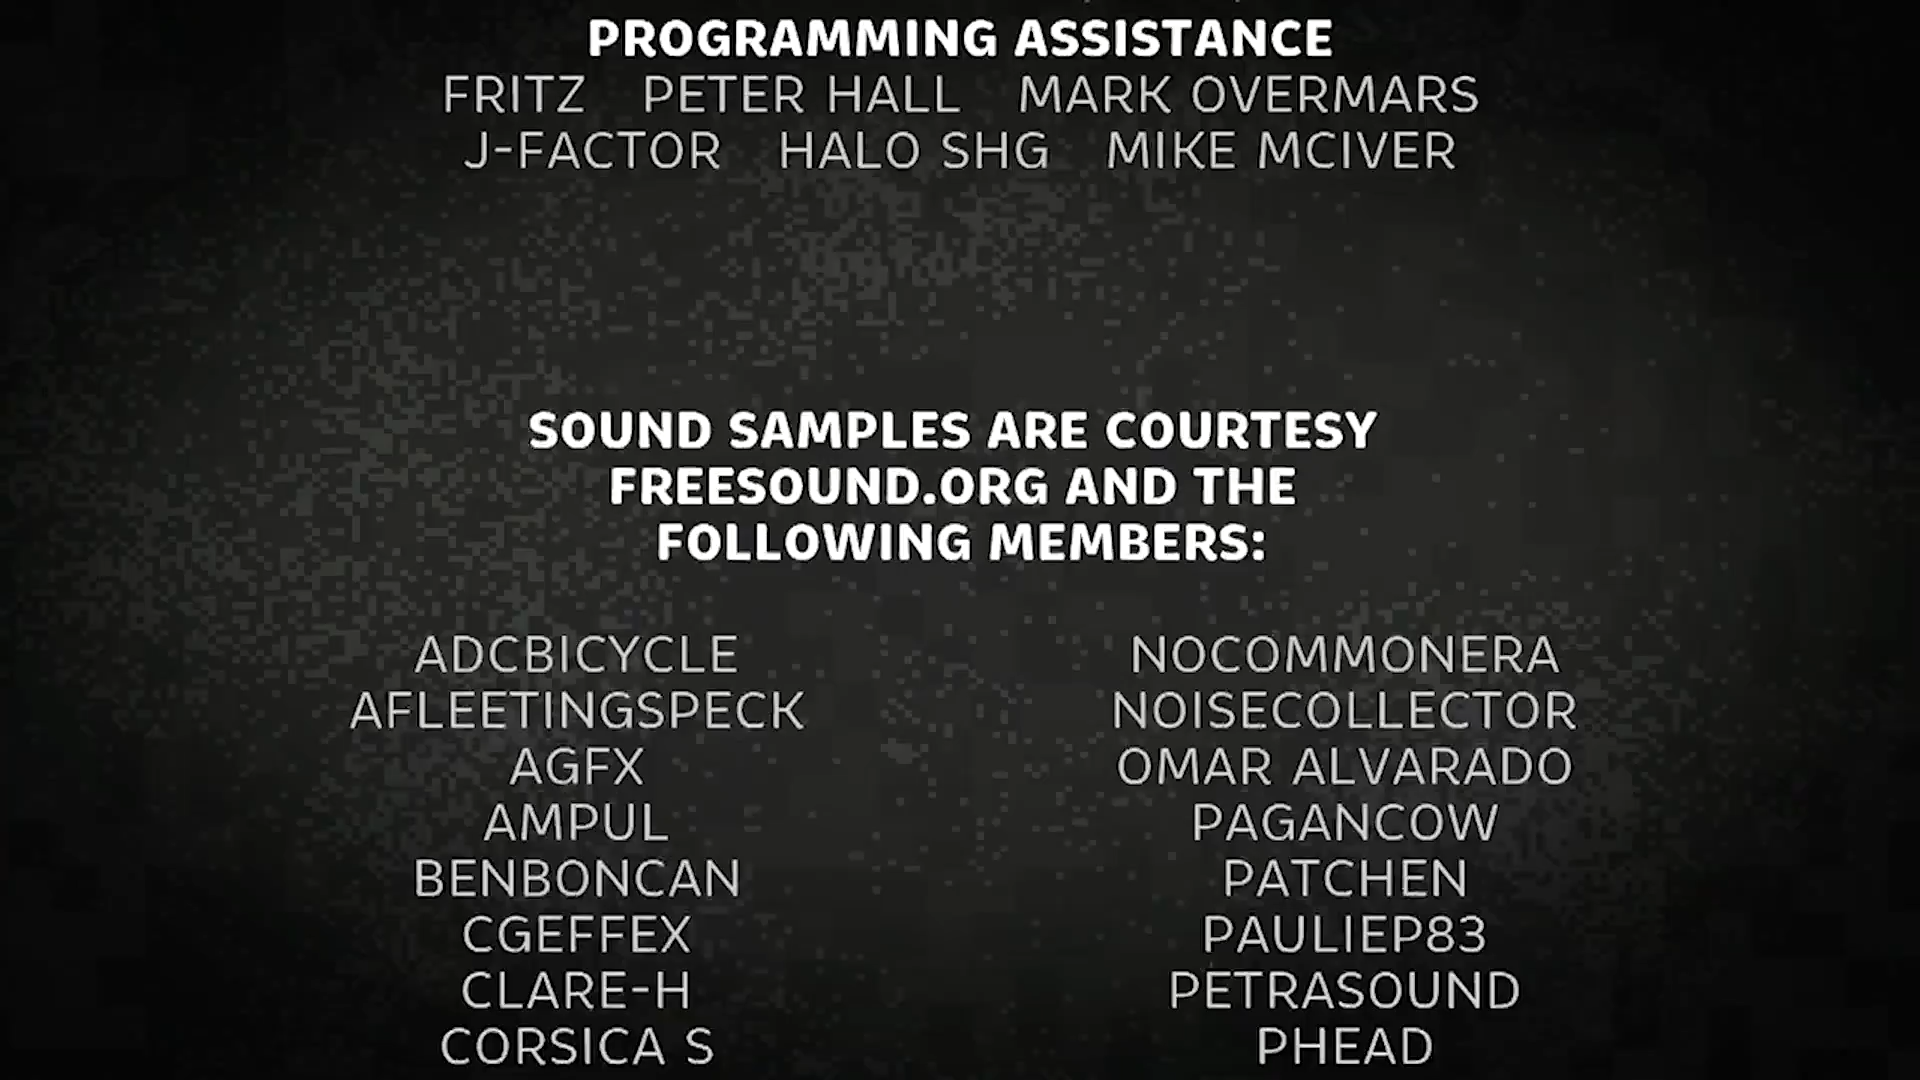 PROGRAMMING ASSISTANCE
FRITZ PETER HALL MARK OVERMARS
J-FACTOR HALO SHG MIKE MCIVER
SOUND SAMPLES ARE COURTESY
FREESOUND.ORG AND THE
FOLLOWING MEMBERS:
ADCBICYCLE
AFLEETINGSPECK
AGFX
AMPUL
BENBONCAN
CGEFFEX
CLARE-H
CORSICA S
NOCOMMONERA
NOISECOLLECTOR
OMAR ALVARADO
PAGANCOW
PATCHEN
PAULIEP83
PETRASOUND
PHEAD